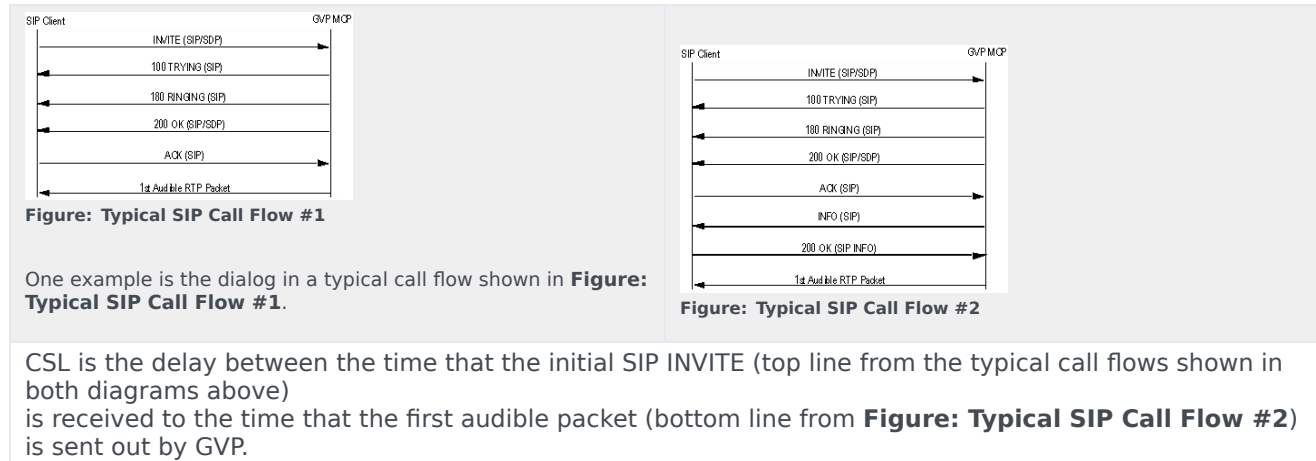 SIP Client GVP MCP
INVITE (SIP/SDP)
100 TRYING (SIP)
180 RINGING (SIP)
200 OK (SIP/SDP)
ACK (SIP)
1st Audible RTP Packet
Figure: Typical SIP Call Flow #1
One example is the dialog in a typical call flow shown in Figure:
Typical SIP Call Flow #1.
SIP Client GVP MCP
INVITE (SIP/SDP)
100 TRYING (SIP)
180 RINGING (SIP)
200 OK (SIP/SDP)
ACK (SIP)
INFO (SIP)
200 OK (SIP INFO)
1st Audible RTP Packet
Figure: Typical SIP Call Flow #2
CSL is the delay between the time that the initial SIP INVITE (top line from the typical call flows shown in
both diagrams above)
is received to the time that the first audible packet (bottom line from Figure: Typical SIP Call Flow #2)
is sent out by GVP.